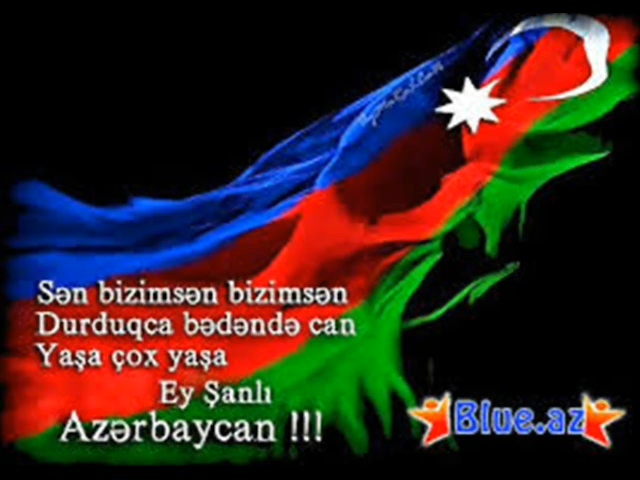 Sən bizimsən bizimsən
Durduqca bədəndə can
Yaşa çox yaşa
Ey Şanlı
Azərbaycan !!!
Blue.az